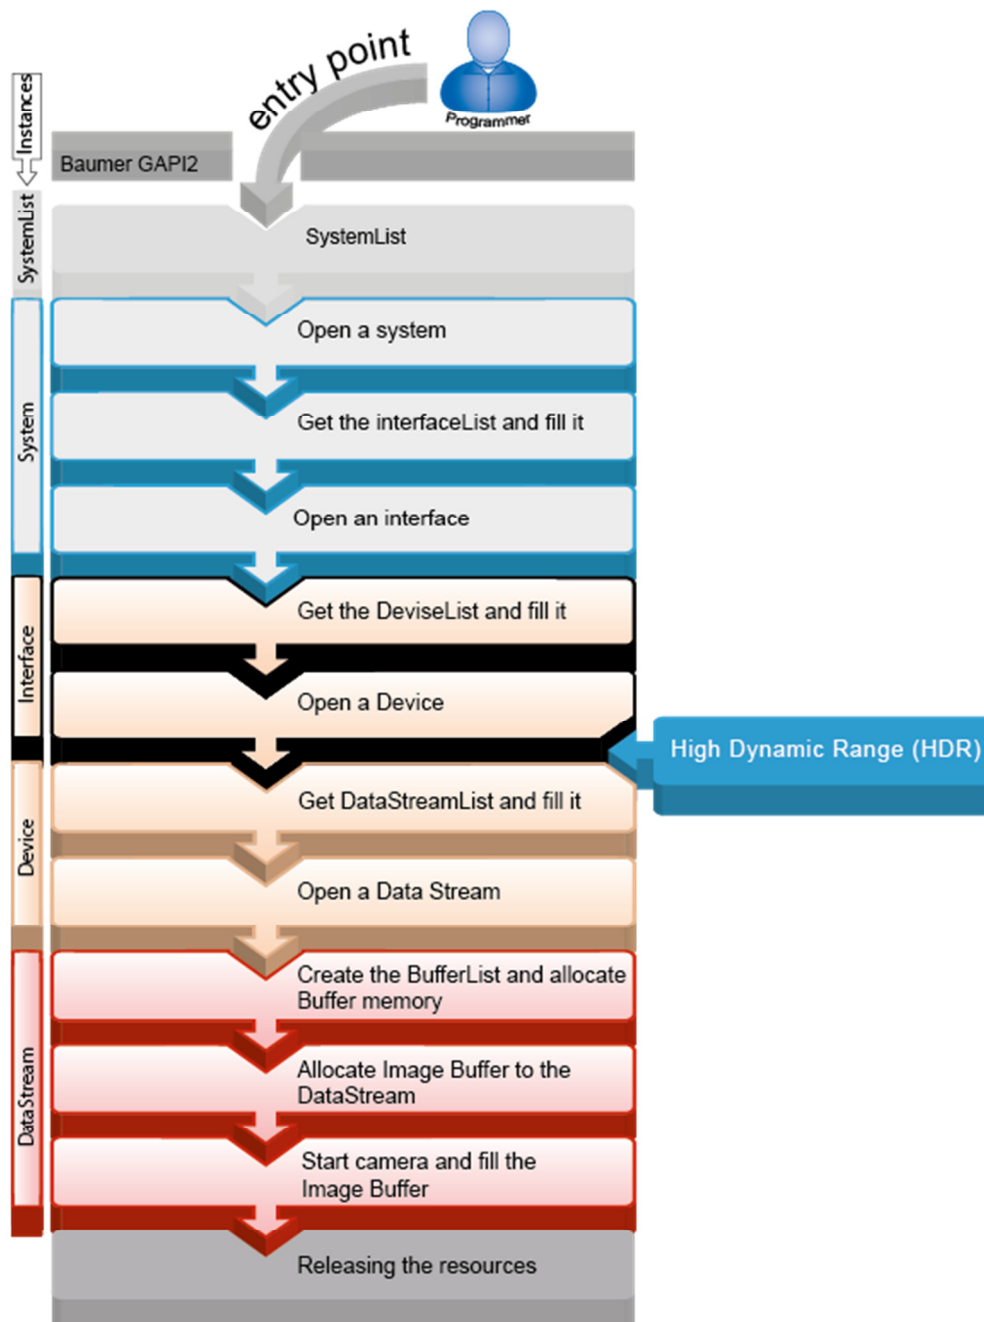 entry point
Programmer
Instances
Baumer GAPI2
SystemList
SystemList
System
Open a system
Get the interfaceList and fill it
Open an interface
Interface
Get the DeviseList and fill it
Open a Device
High Dynamic Range (HDR)
Device
Get DataStreamList and fill it
Open a Data Stream
DataStream
Create the BufferList and allocate
Buffer memory
Allocate Image Buffer to the
DataStream
Start camera and fill the
Image Buffer
Releasing the resources